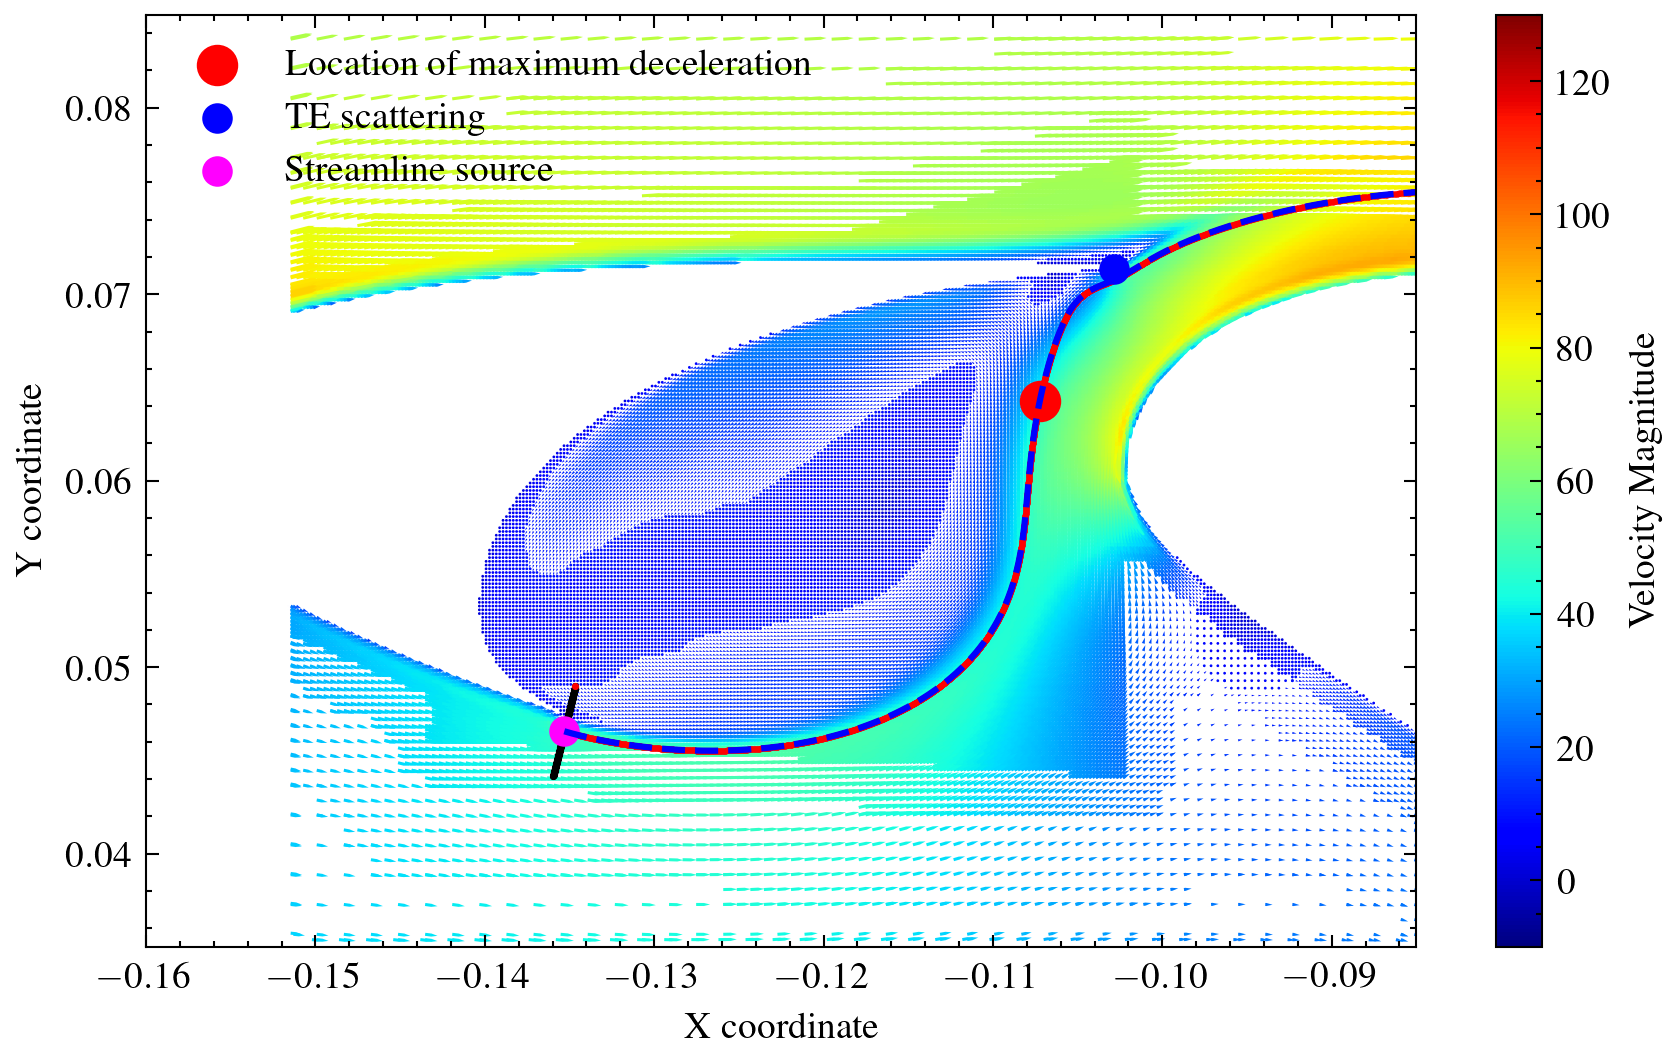 Location of maximum deceleration
TE scattering
Streamline source
0.08
0.07
0.06
0.05
0.04
Y coordinate
−0.16 −0.15 −0.14 −0.13 −0.12 −0.11 −0.10 −0.09
X coordinate
120
100
80
60
40
20
0
Velocity Magnitude